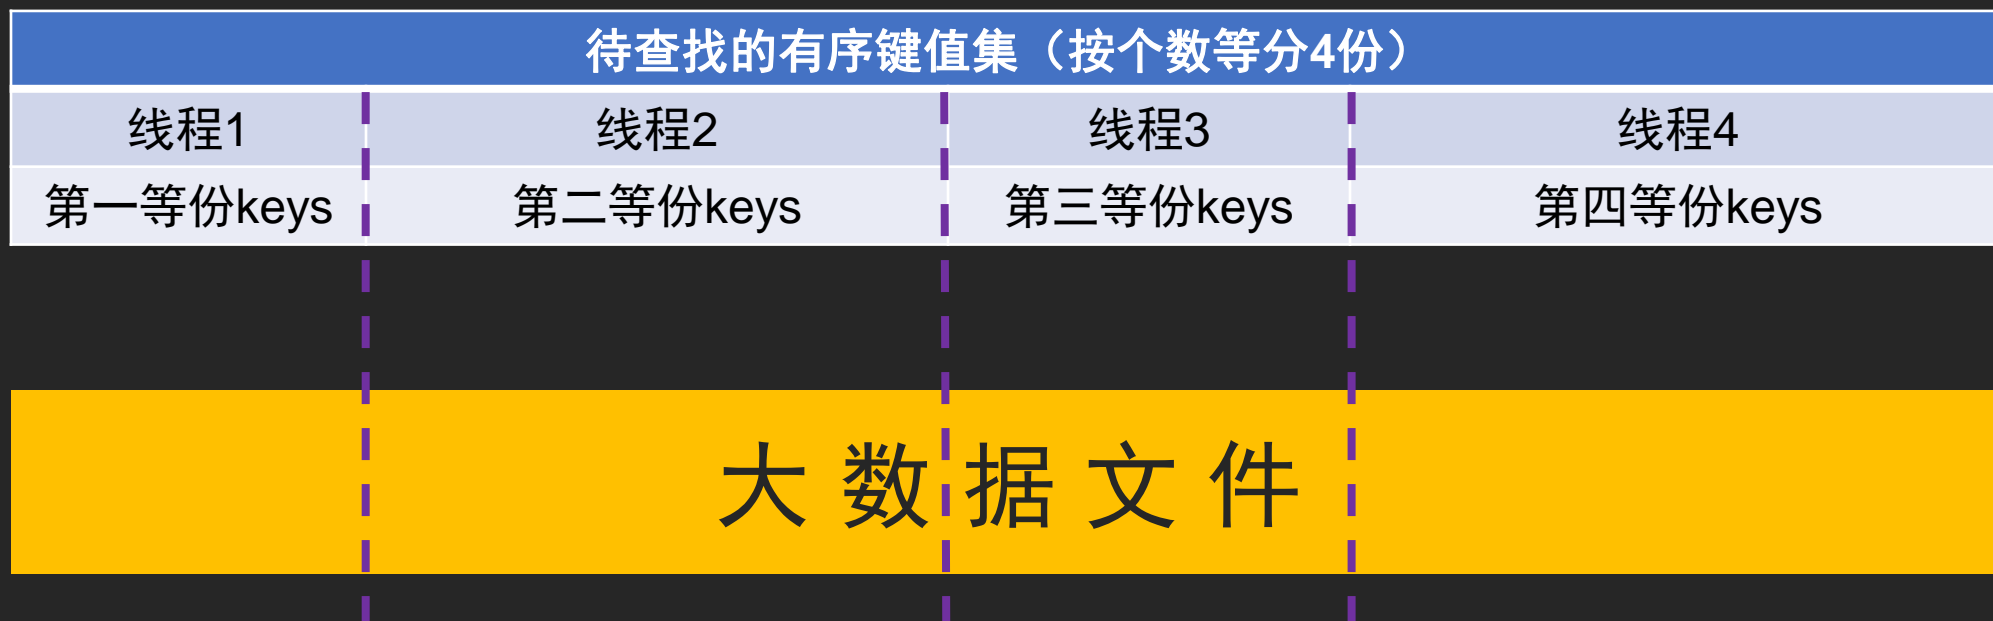 待查找的有序键值集（按个数等分4份）
线程1 线程2 线程3 线程4
第一等份keys 第二等份keys 第三等份keys 第四等份keys
大数据文件